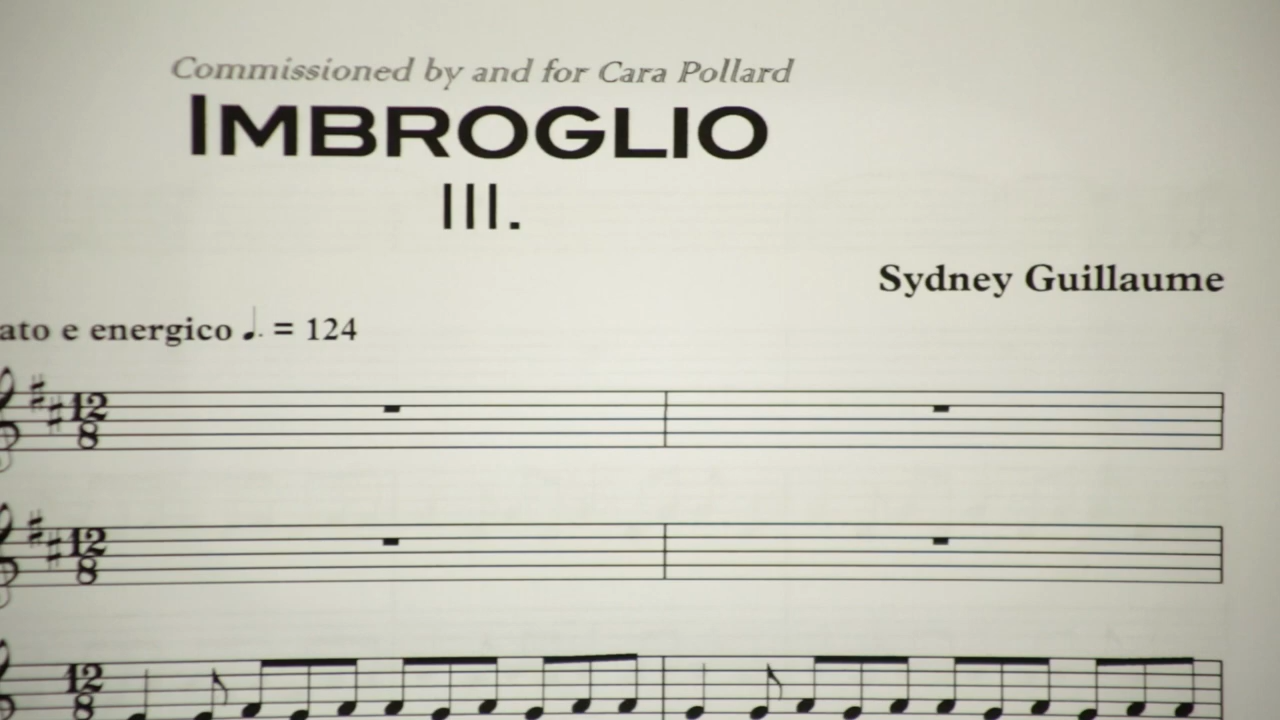 Commissioned by and for Cara Pollard
IMBROGLIO
III.
Sydney Guillaume
ato e energico ♩. = 124
12
8
12
8
12
8